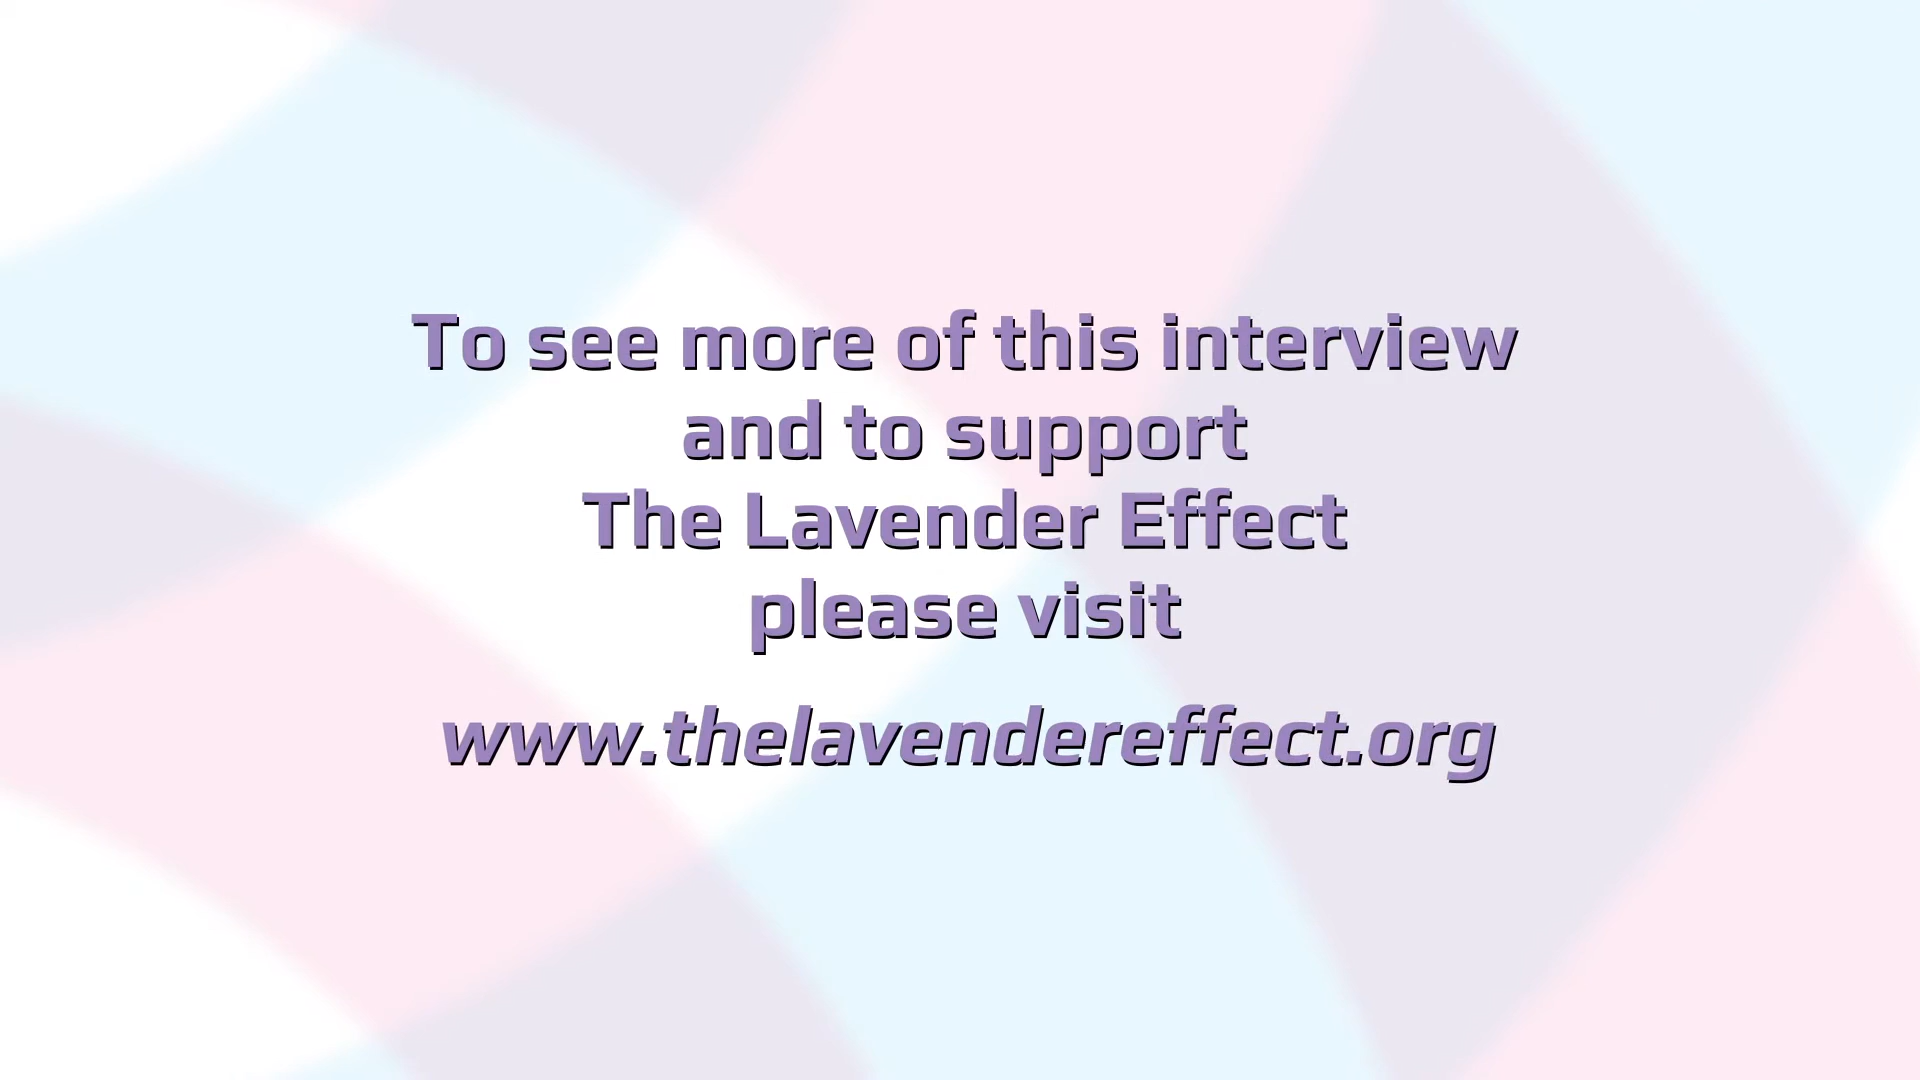 To see more of this interview
and to support
The Lavender Effect
please visit
www.thelavendereffect.org